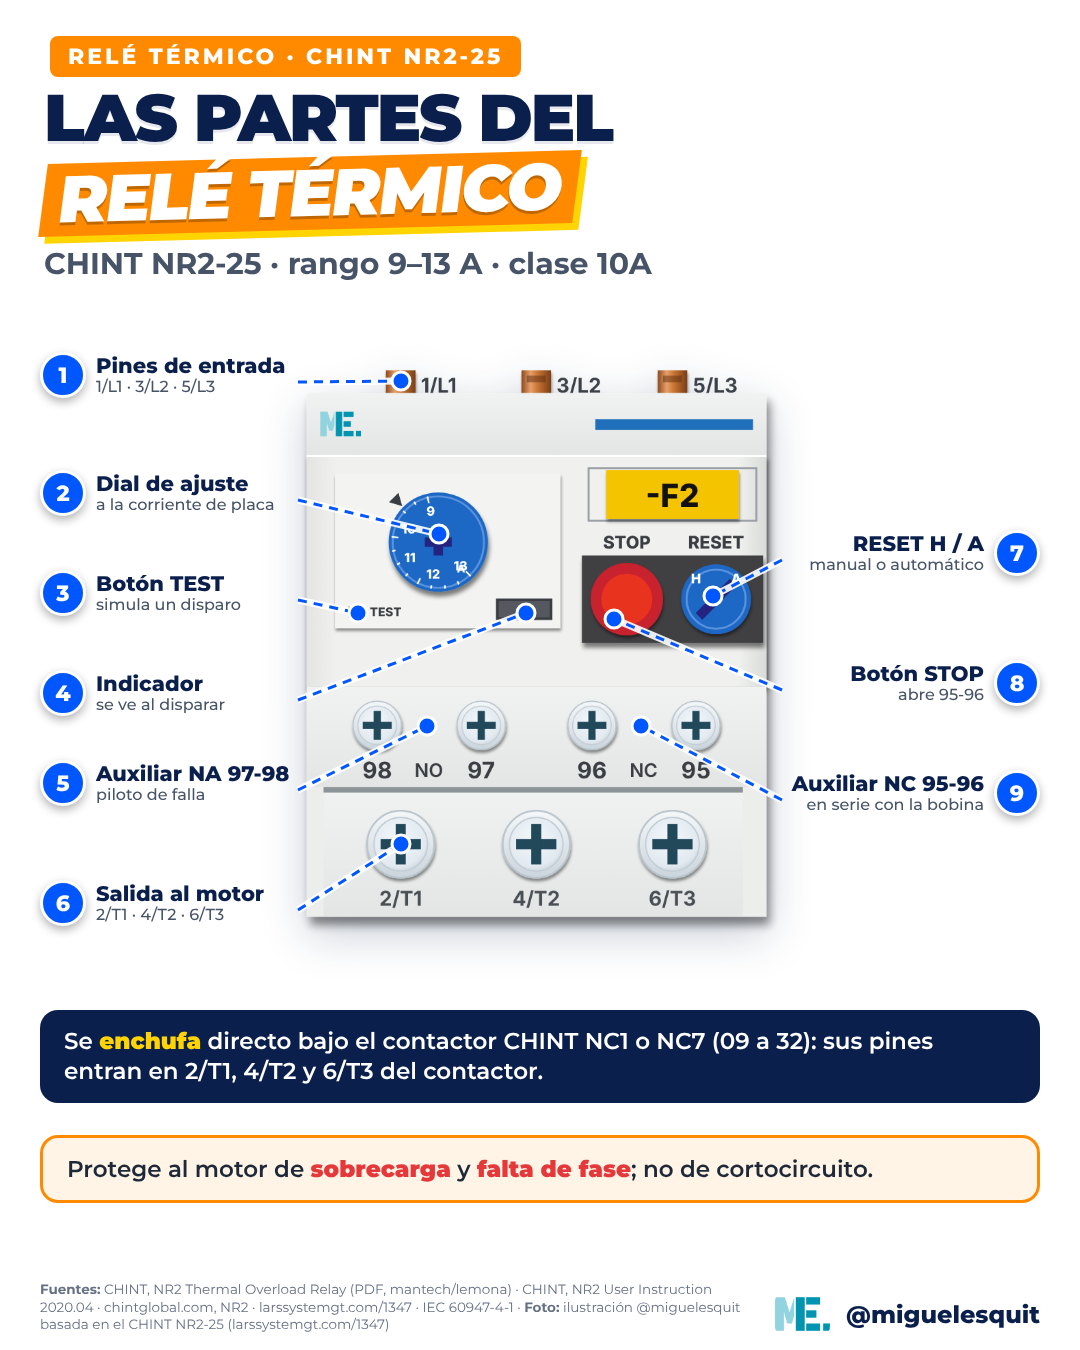 RELÉ TÉRMICO · CHINT NR2-25
LAS PARTES DEL
RELÉ TÉRMICO
CHINT NR2-25 · rango 9–13 A · clase 10A
1
Pines de entrada
1/L1 · 3/L2 · 5/L3
1/L1
3/L2
5/L3
ME.
2
Dial de ajuste
a la corriente de placa
9
10
11
12
13
-F2
STOP
RESET
H
A
3
Botón TEST
simula un disparo
TEST
7
RESET H / A
manual o automático
4
Indicador
se ve al disparar
8
Botón STOP
abre 95-96
98
NO
97
96
NC
95
5
Auxiliar NA 97-98
piloto de falla
9
Auxiliar NC 95-96
en serie con la bobina
6
Salida al motor
2/T1 · 4/T2 · 6/T3
2/T1
4/T2
6/T3
Se enchufa directo bajo el contactor CHINT NC1 o NC7 (09 a 32): sus pines
entran en 2/T1, 4/T2 y 6/T3 del contactor.
Protege al motor de sobrecarga y falta de fase; no de cortocircuito.
Fuentes: CHINT, NR2 Thermal Overload Relay (PDF, mantech/lemona) · CHINT, NR2 User Instruction
2020.04 · chintglobal.com, NR2 · larssystemgt.com/1347 · IEC 60947-4-1 · Foto: ilustración @miguelesquit
basada en el CHINT NR2-25 (larssystemgt.com/1347)
ME.
@miguelesquit